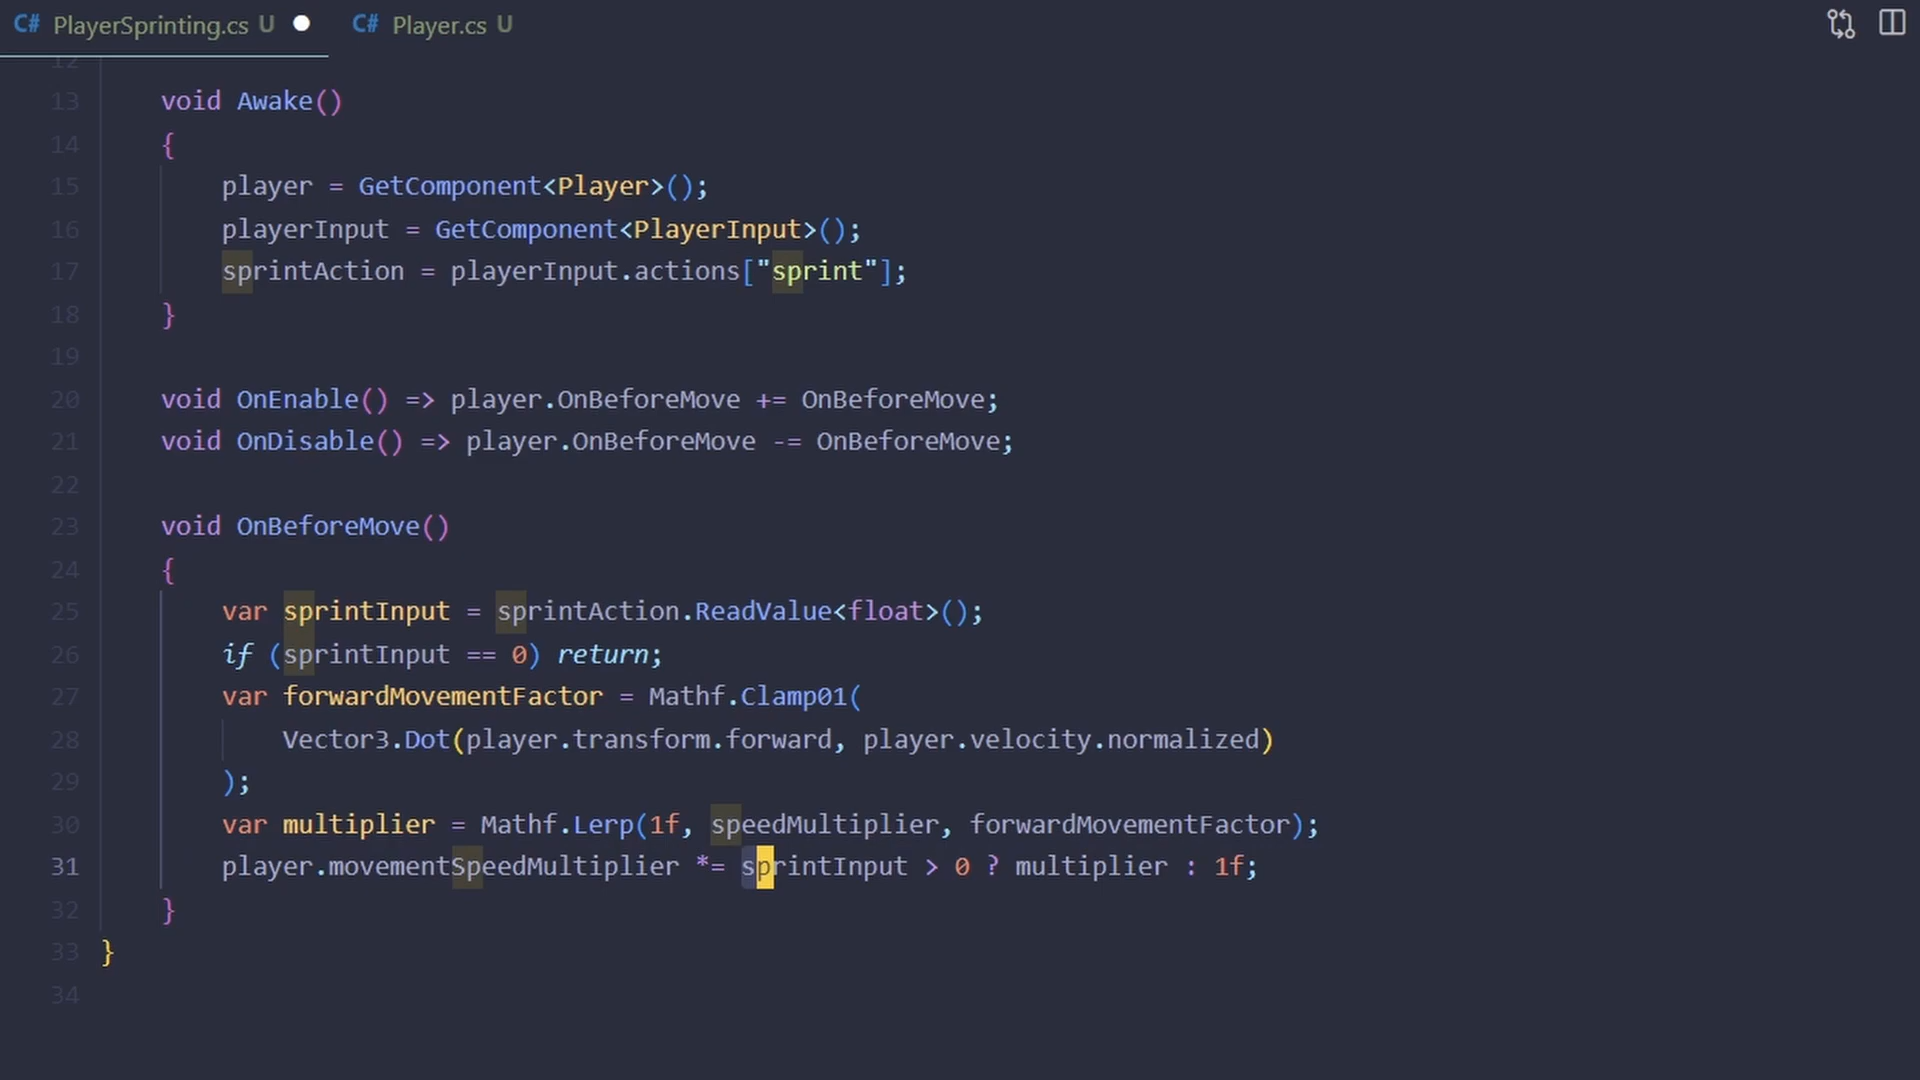 C# PlayerSprinting.cs U C# Player.cs U
12
13 void Awake()
14 {
15 player = GetComponent<Player>();
16 playerInput = GetComponent<PlayerInput>();
17 sprintAction = playerInput.actions["sprint"];
18 }
19
20 void OnEnable() => player.OnBeforeMove += OnBeforeMove;
21 void OnDisable() => player.OnBeforeMove -= OnBeforeMove;
22
23 void OnBeforeMove()
24 {
25 var sprintInput = sprintAction.ReadValue<float>();
26 if (sprintInput == 0) return;
27 var forwardMovementFactor = Mathf.Clamp01(
28 Vector3.Dot(player.transform.forward, player.velocity.normalized)
29 );
30 var multiplier = Mathf.Lerp(1f, speedMultiplier, forwardMovementFactor);
31 player.movementSpeedMultiplier *= sprintInput > 0 ? multiplier : 1f;
32 }
33 }
34